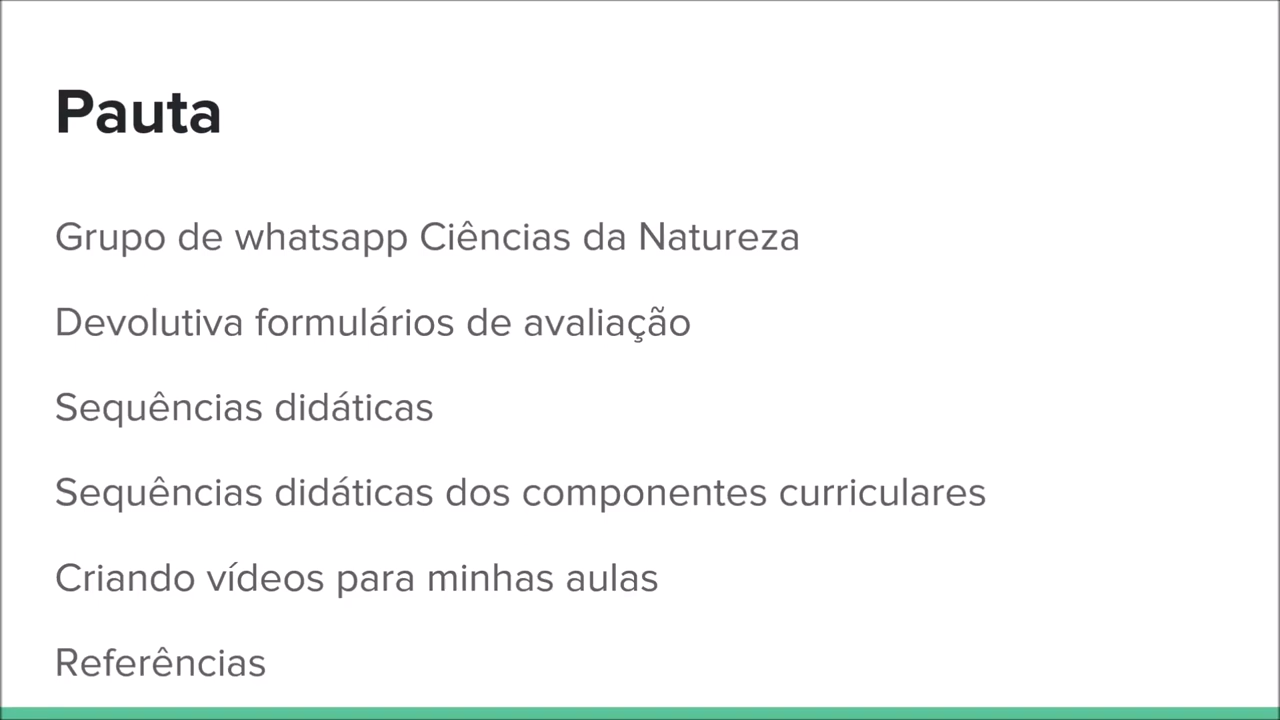 Pauta
Grupo de whatsapp Ciências da Natureza
Devolutiva formulários de avaliação
Sequências didáticas
Sequências didáticas dos componentes curriculares
Criando vídeos para minhas aulas
Referências